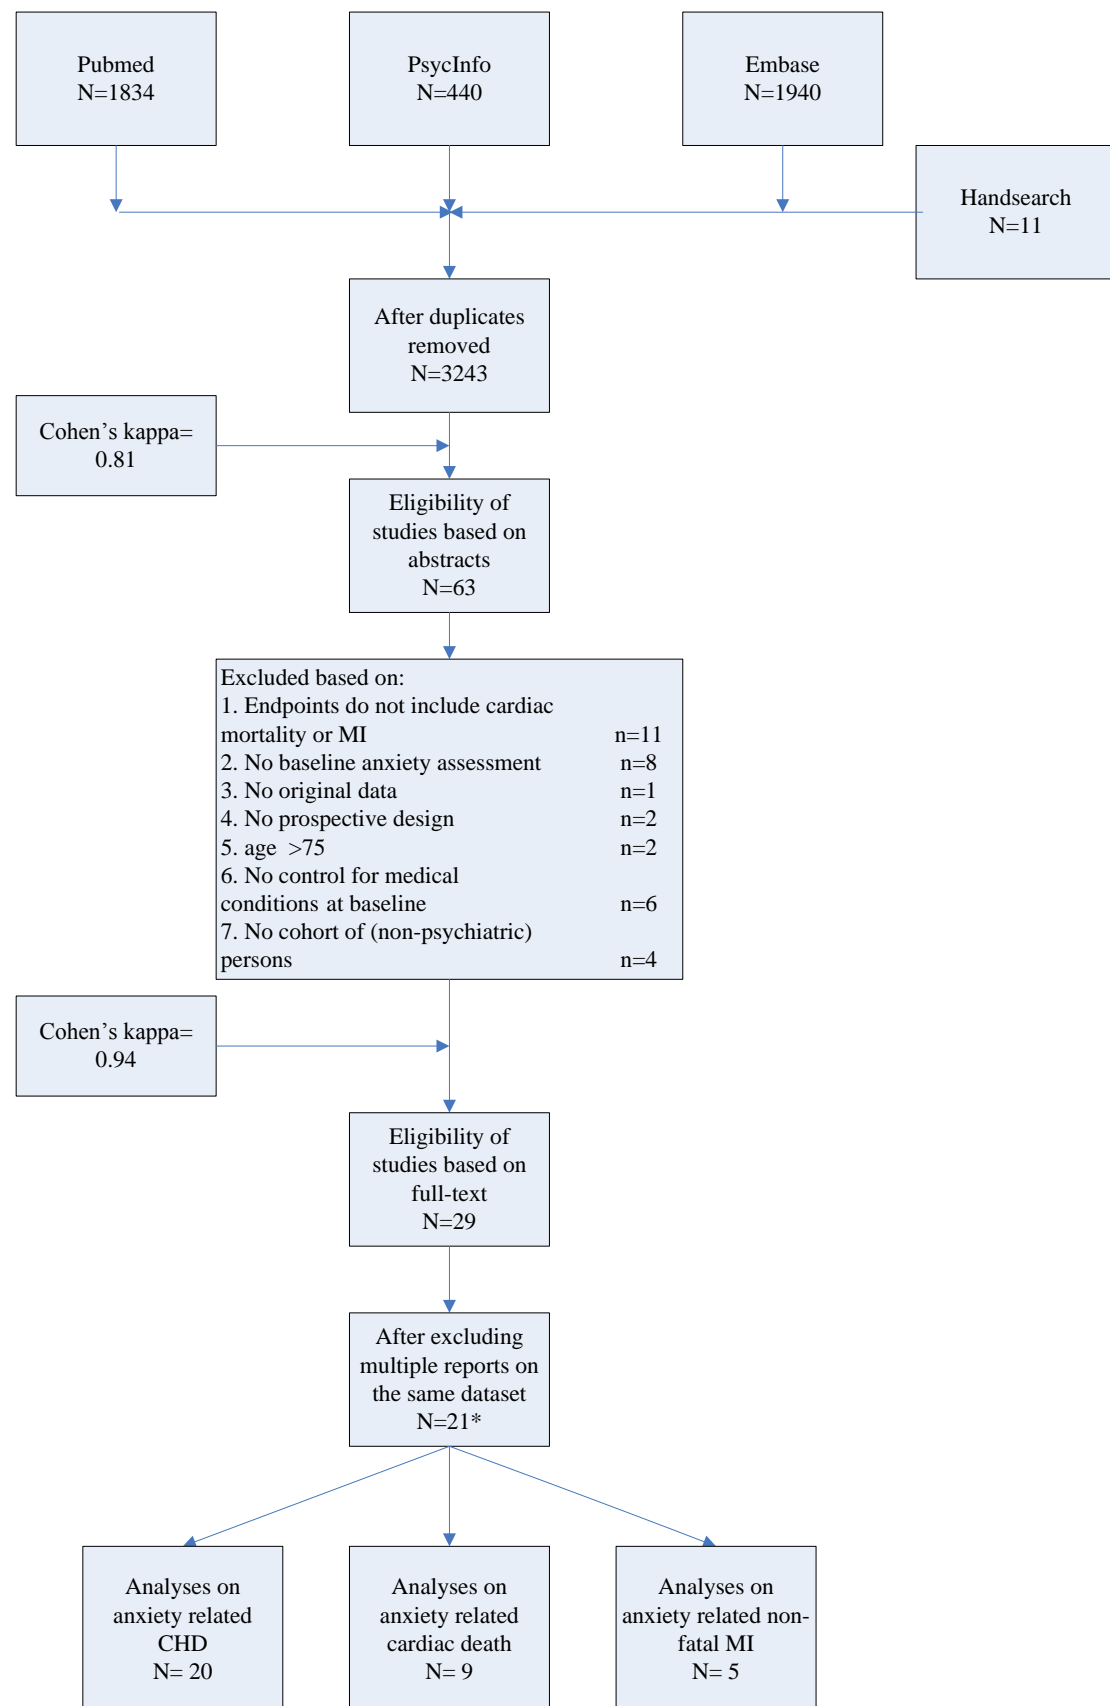 Pubmed
N=1834
PsycInfo
N=440
Embase
N=1940
Handsearch
N=11
After duplicates
removed
N=3243
Cohen’s kappa=
0.81
Eligibility of
studies based on
abstracts
N=63
Excluded based on:
1. Endpoints do not include cardiac
mortality or MI n=11
2. No baseline anxiety assessment n=8
3. No original data n=1
4. No prospective design n=2
5. age >75 n=2
6. No control for medical
conditions at baseline n=6
7. No cohort of (non-psychiatric)
persons n=4
Cohen’s kappa=
0.94
Eligibility of
studies based on
full-text
N=29
After excluding
multiple reports on
the same dataset
N=21*
Analyses on
anxiety related
CHD
N= 20
Analyses on
anxiety related
cardiac death
N= 9
Analyses on
anxiety related non-
fatal MI
N= 5